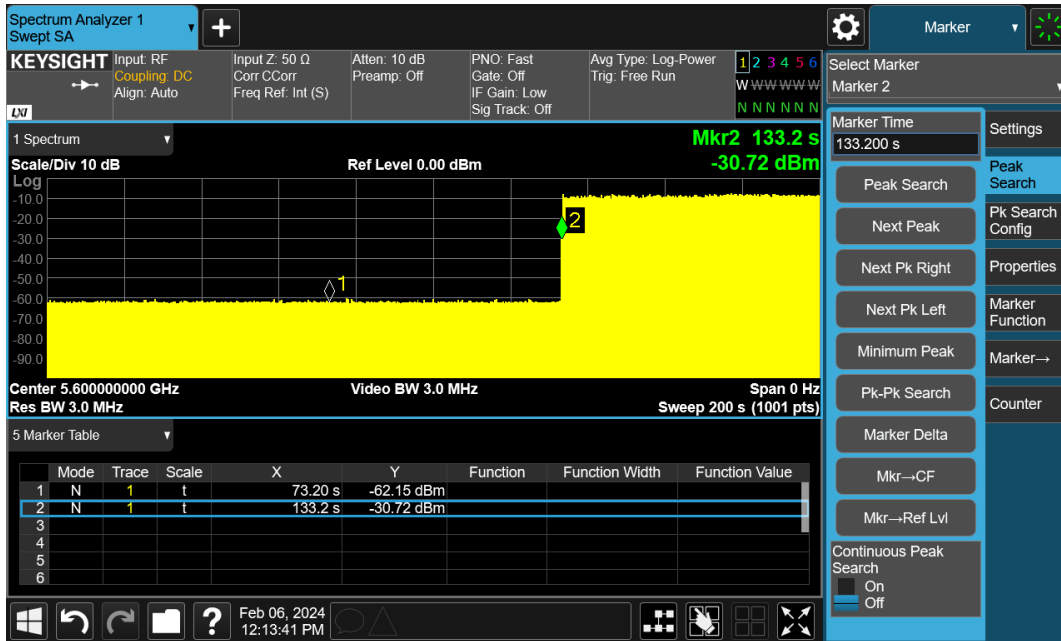 Spectrum Analyzer 1
Swept SA
+
Marker
KEYSIGHT
LXI
Input: RF
Coupling: DC
Align: Auto
Input Z: 50 Ω
Corr CCorr
Freq Ref: Int (S)
Atten: 10 dB
Preamp: Off
PNO: Fast
Gate: Off
IF Gain: Low
Sig Track: Off
Avg Type: Log-Power
Trig: Free Run
1 2 3 4 5 6
W W W W W W
N N N N N N
Select Marker
Marker 2
1 Spectrum
Mkr2 133.2 s
Scale/Div 10 dB
Ref Level 0.00 dBm
-30.72 dBm
Log
-10.0
-20.0
-30.0
-40.0
-50.0
-60.0
-70.0
-80.0
-90.0
1
2
Center 5.600000000 GHz
Video BW 3.0 MHz
Span 0 Hz
Res BW 3.0 MHz
Sweep 200 s (1001 pts)
5 Marker Table
Mode Trace Scale X Y Function Function Width Function Value
1 N 1 t 73.20 s -62.15 dBm
2 N 1 t 133.2 s -30.72 dBm
3
4
5
6
Marker Time
133.200 s
Peak Search
Next Peak
Next Pk Right
Next Pk Left
Minimum Peak
Pk-Pk Search
Marker Delta
Mkr→CF
Mkr→Ref Lvl
Continuous Peak
Search
On
Off
Settings
Peak
Search
Pk Search
Config
Properties
Marker
Function
Marker→
Counter
?
Feb 06, 2024
12:13:41 PM